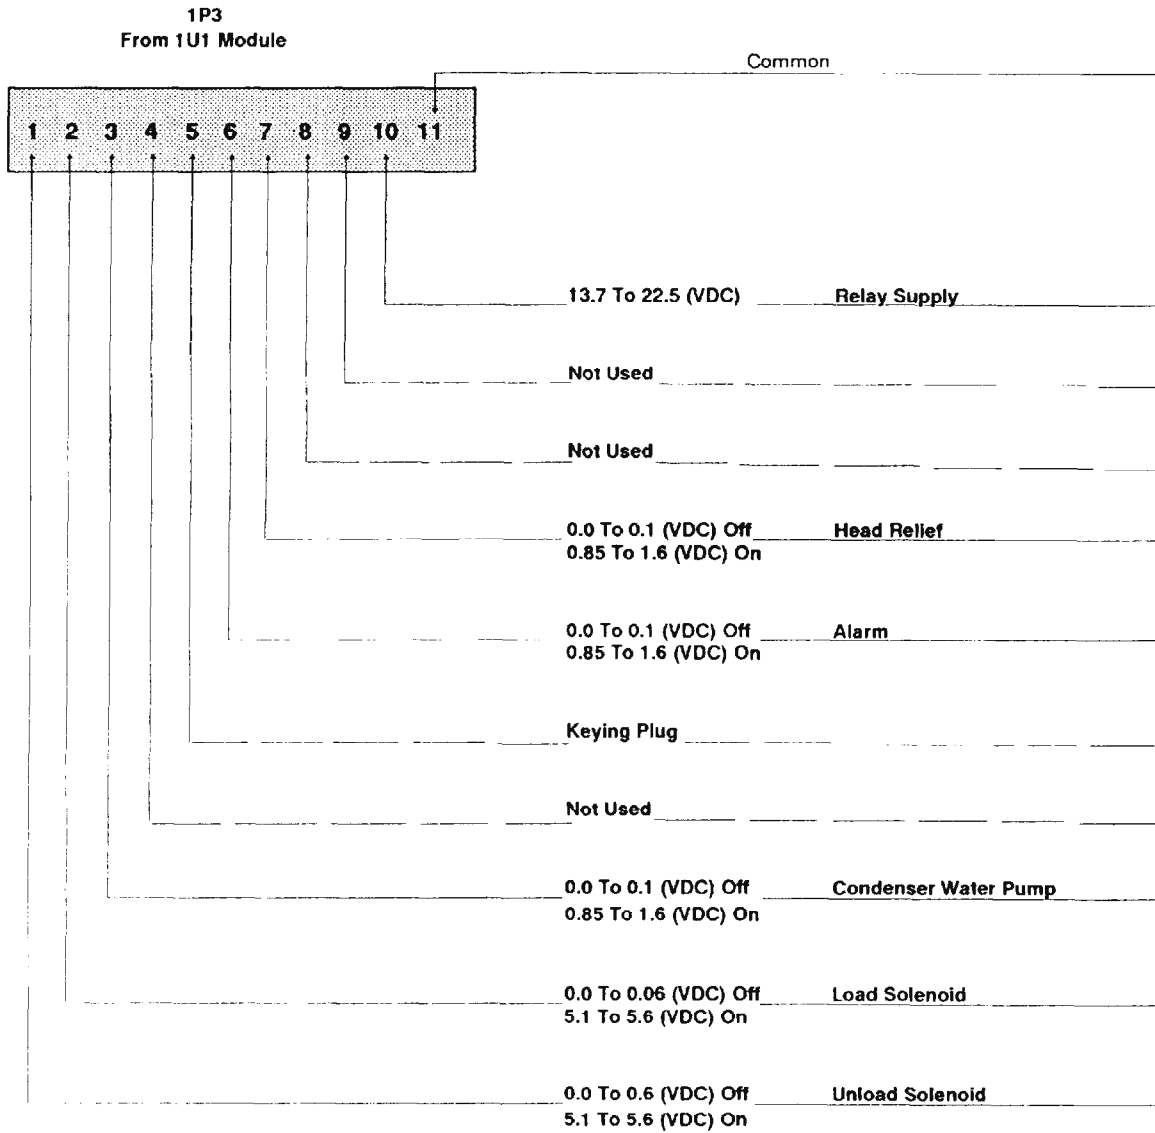 1P3
From 1U1 Module
Common
1 2 3 4 5 6 7 8 9 10 11
13.7 To 22.5 (VDC) Relay Supply
Not Used
Not Used
0.0 To 0.1 (VDC) Off Head Relief
0.85 To 1.6 (VDC) On
0.0 To 0.1 (VDC) Off Alarm
0.85 To 1.6 (VDC) On
Keying Plug
Not Used
0.0 To 0.1 (VDC) Off Condenser Water Pump
0.85 To 1.6 (VDC) On
0.0 To 0.06 (VDC) Off Load Solenoid
5.1 To 5.6 (VDC) On
0.0 To 0.6 (VDC) Off Unload Solenoid
5.1 To 5.6 (VDC) On